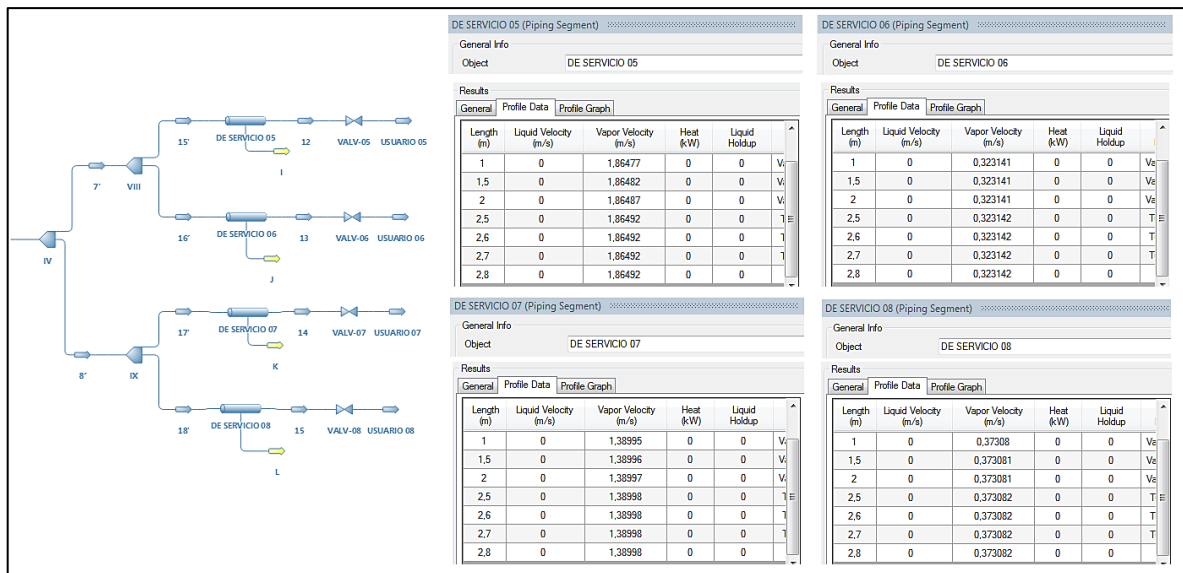 15'
DE SERVICIO 05
12
VALV-05
USUARIO 05
I
7'
VIII
16'
DE SERVICIO 06
13
VALV-06
USUARIO 06
J
IV
17'
DE SERVICIO 07
14
VALV-07
USUARIO 07
K
8'
IX
18'
DE SERVICIO 08
15
VALV-08
USUARIO 08
L
DE SERVICIO 05 (Piping Segment)
General Info
Object DE SERVICIO 05
Results
General Profile Data Profile Graph
Length (m) Liquid Velocity (m/s) Vapor Velocity (m/s) Heat (kW) Liquid Holdup
1 0 1,86477 0 0 Va
1,5 0 1,86482 0 0 Va
2 0 1,86487 0 0 Va
2,5 0 1,86492 0 0 T
2,6 0 1,86492 0 0 T
2,7 0 1,86492 0 0 T
2,8 0 1,86492 0 0
DE SERVICIO 06 (Piping Segment)
General Info
Object DE SERVICIO 06
Results
General Profile Data Profile Graph
Length (m) Liquid Velocity (m/s) Vapor Velocity (m/s) Heat (kW) Liquid Holdup
1 0 0,323141 0 0 Va
1,5 0 0,323141 0 0 Va
2 0 0,323141 0 0 Va
2,5 0 0,323142 0 0 T
2,6 0 0,323142 0 0 T
2,7 0 0,323142 0 0 T
2,8 0 0,323142 0 0
DE SERVICIO 07 (Piping Segment)
General Info
Object DE SERVICIO 07
Results
General Profile Data Profile Graph
Length (m) Liquid Velocity (m/s) Vapor Velocity (m/s) Heat (kW) Liquid Holdup
1 0 1,38995 0 0 Va
1,5 0 1,38996 0 0 Va
2 0 1,38997 0 0 Va
2,5 0 1,38998 0 0 T
2,6 0 1,38998 0 0 T
2,7 0 1,38998 0 0 T
2,8 0 1,38998 0 0
DE SERVICIO 08 (Piping Segment)
General Info
Object DE SERVICIO 08
Results
General Profile Data Profile Graph
Length (m) Liquid Velocity (m/s) Vapor Velocity (m/s) Heat (kW) Liquid Holdup
1 0 0,37308 0 0 Va
1,5 0 0,373081 0 0 Va
2 0 0,373081 0 0 Va
2,5 0 0,373082 0 0 T
2,6 0 0,373082 0 0 T
2,7 0 0,373082 0 0 T
2,8 0 0,373082 0 0